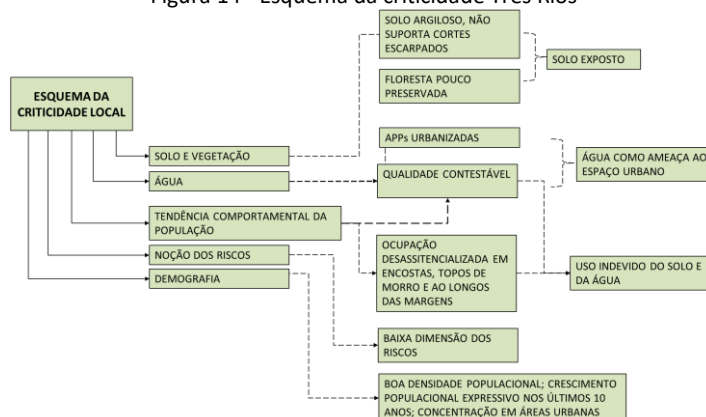 Figura 14 - Esquema da criticidade Três Rios
SOLO ARGILOSO, NÃO
SUPORTA CORTES
ESCARPADOS
SOLO EXPOSTO
FLORESTA POUCO
PRESERVADA
ESQUEMA DA
CRITICIDADE LOCAL
APPs URBANIZADAS
SOLO E VEGETAÇÃO
ÁGUA COMO AMEAÇA AO
ESPAÇO URBANO
ÁGUA
QUALIDADE CONTESTÁVEL
TENDÊNCIA COMPORTAMENTAL DA
POPULAÇÃO
NOÇÃO DOS RISCOS
DEMOGRAFIA
OCUPAÇÃO
DESASSITENCIALIZADA EM
ENCOSTAS, TOPOS DE
MORRO E AO LONGOS
DAS MARGENS
USO INDEVIDO DO SOLO E
DA ÁGUA
BAIXA DIMENSÃO DOS
RISCOS
BOA DENSIDADE POPULACIONAL; CRESCIMENTO
POPULACIONAL EXPRESSIVO NOS ÚLTIMOS 10
ANOS; CONCENTRAÇÃO EM ÁREAS URBANAS